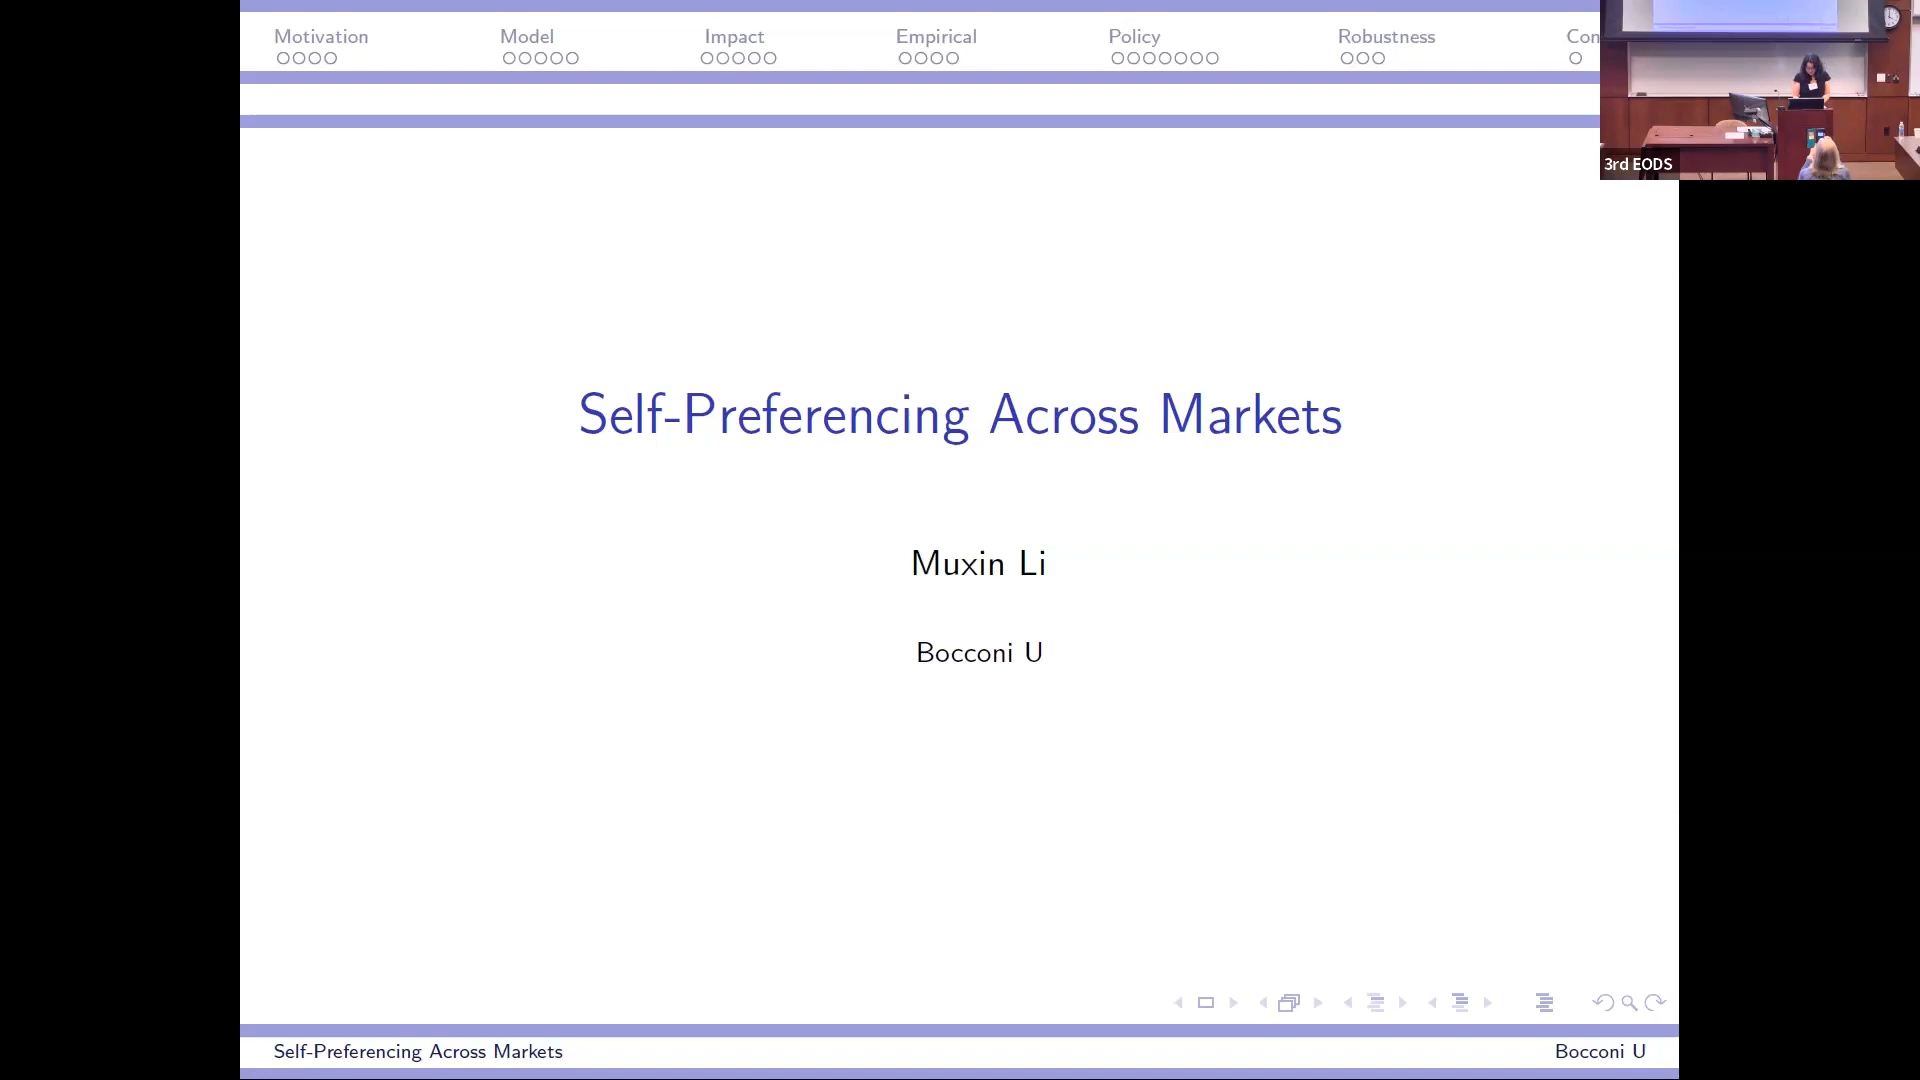 Motivation Model Impact Empirical Policy Robustness Con
3rd EODS
Self-Preferencing Across Markets
Muxin Li
Bocconi U
Self-Preferencing Across Markets Bocconi U